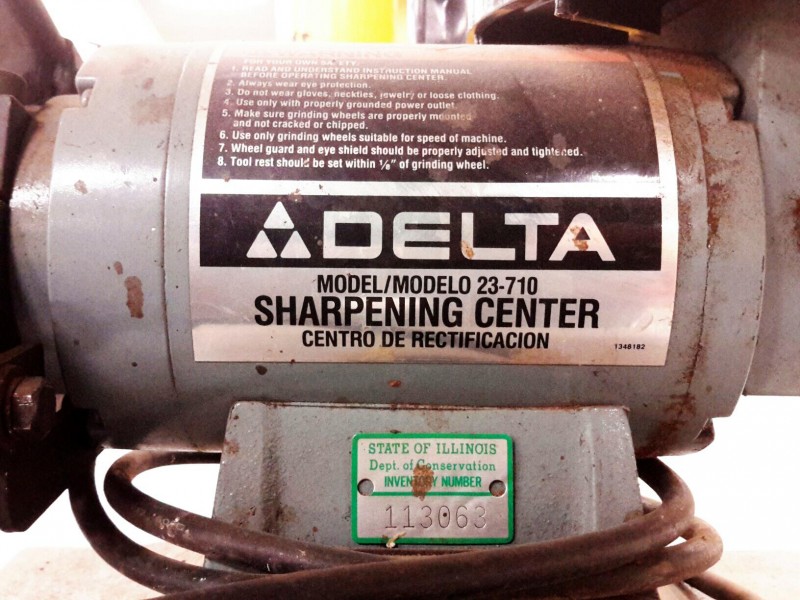 FOR YOUR OWN SAFETY:
1. READ AND UNDERSTAND INSTRUCTION MANUAL
BEFORE OPERATING SHARPENING CENTER.
2. Always wear eye protection.
3. Do not wear gloves, neckties, jewelry or loose clothing.
4. Use only with properly grounded power outlet.
5. Make sure grinding wheels are properly mounted
and not cracked or chipped.
6. Use only grinding wheels suitable for speed of machine.
7. Wheel guard and eye shield should be properly adjusted and tightened.
8. Tool rest should be set within 1/8" of grinding wheel.
DELTA
MODEL/MODELO 23-710
SHARPENING CENTER
CENTRO DE RECTIFICACION
1348182
STATE OF ILLINOIS
Dept. of Conservation
INVENTORY NUMBER
113063